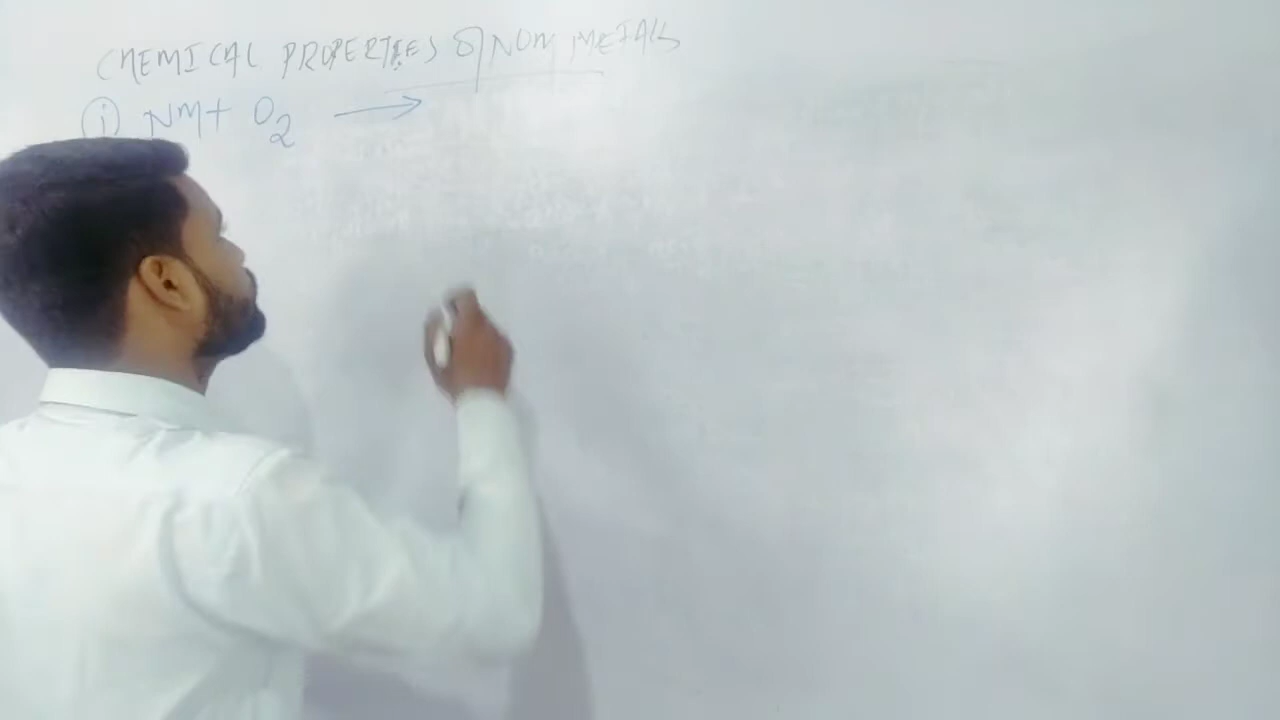 CHEMICAL PROPERTIES Of NON METALS
(i) NM + O2 →